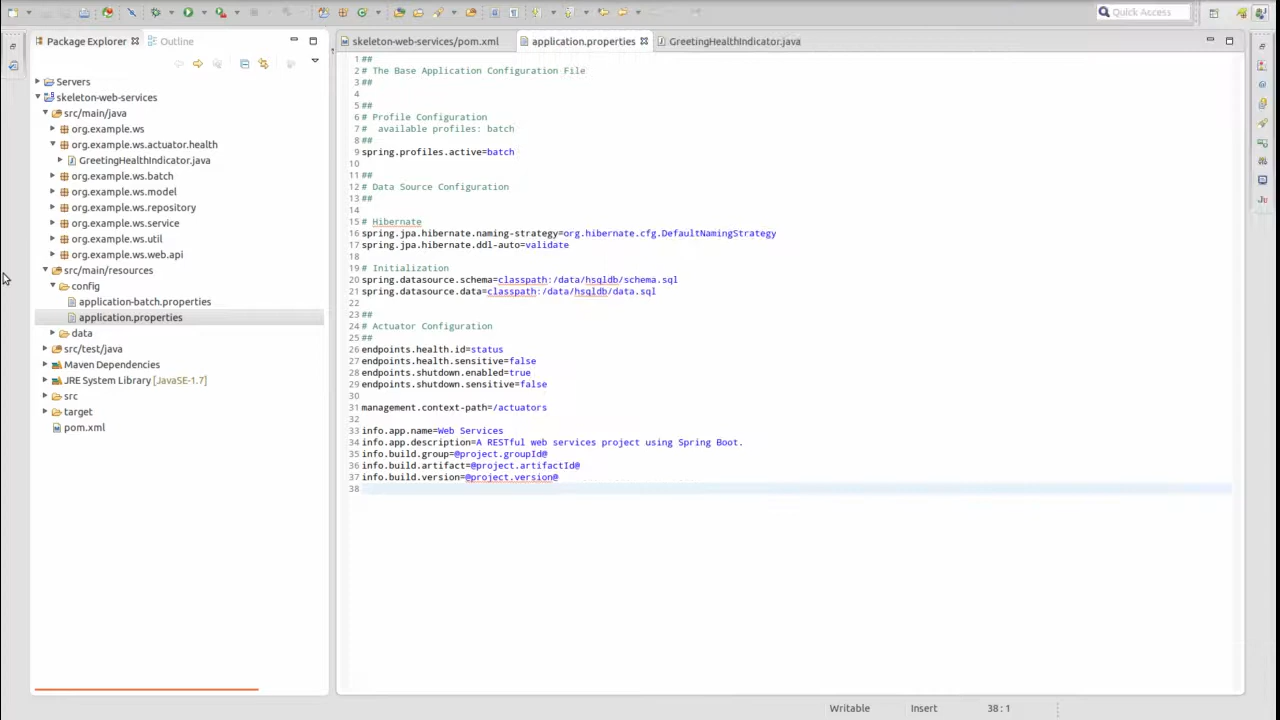 Quick Access
Package Explorer
Outline
Servers
skeleton-web-services
src/main/java
org.example.ws
org.example.ws.actuator.health
GreetingHealthIndicator.java
org.example.ws.batch
org.example.ws.model
org.example.ws.repository
org.example.ws.service
org.example.ws.util
org.example.ws.web.api
src/main/resources
config
application-batch.properties
application.properties
data
src/test/java
Maven Dependencies
JRE System Library [JavaSE-1.7]
src
target
pom.xml
skeleton-web-services/pom.xml
application.properties
GreetingHealthIndicator.java
1 ##
2 # The Base Application Configuration File
3 ##
4
5 ##
6 # Profile Configuration
7 #  available profiles: batch
8 ##
9 spring.profiles.active=batch
10
11 ##
12 # Data Source Configuration
13 ##
14
15 # Hibernate
16 spring.jpa.hibernate.naming-strategy=org.hibernate.cfg.DefaultNamingStrategy
17 spring.jpa.hibernate.ddl-auto=validate
18
19 # Initialization
20 spring.datasource.schema=classpath:/data/hsqldb/schema.sql
21 spring.datasource.data=classpath:/data/hsqldb/data.sql
22
23 ##
24 # Actuator Configuration
25 ##
26 endpoints.health.id=status
27 endpoints.health.sensitive=false
28 endpoints.shutdown.enabled=true
29 endpoints.shutdown.sensitive=false
30
31 management.context-path=/actuators
32
33 info.app.name=Web Services
34 info.app.description=A RESTful web services project using Spring Boot.
35 info.build.group=@project.groupId@
36 info.build.artifact=@project.artifactId@
37 info.build.version=@project.version@
38
Writable
Insert
38 : 1